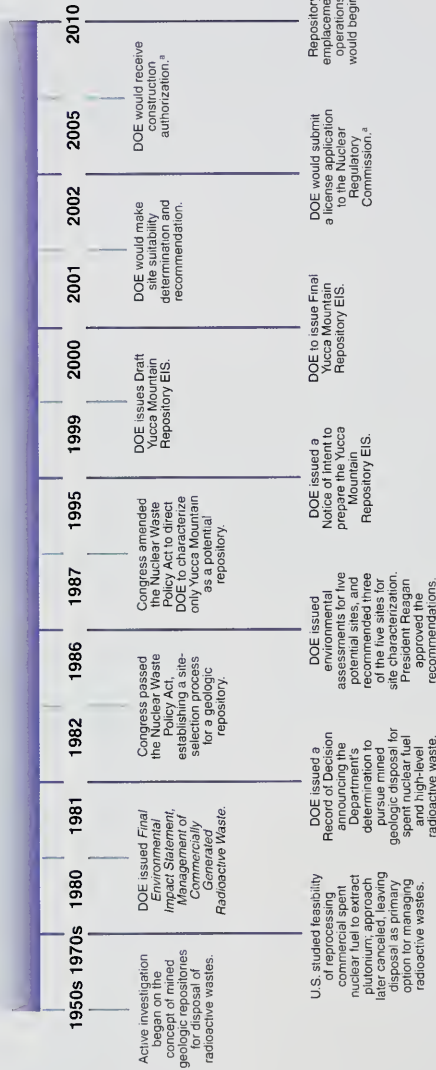 1950s 1970s 1980 1981 1982 1986 1987 1995 1999 2000 2001 2002 2005 2010
Active investigation
began on the
concept of mined
geologic repositories
for disposal of
radioactive wastes.
U.S. studied feasibility
of reprocessing
commercial spent
nuclear fuel to extract
plutonium; approach
later canceled, leaving
disposal as primary
option for managing
radioactive wastes.
DOE issued Final
Environmental
Impact Statement,
Management of
Commercially
Generated
Radioactive Waste.
DOE issued a
Record of Decision
announcing the
Department's
determination to
pursue mined
geologic disposal for
spent nuclear fuel
and high-level
radioactive waste.
Congress passed
the Nuclear Waste
Policy Act,
establishing a site-
selection process
for a geologic
repository.
DOE issued
environmental
assessments for five
potential sites, and
recommended three
of the five sites for
site characterization.
President Reagan
approved the
recommendations.
Congress amended
the Nuclear Waste
Policy Act to direct
DOE to characterize
only Yucca Mountain
as a potential
repository.
DOE issued a
Notice of Intent to
prepare the Yucca
Mountain
Repository EIS.
DOE issues Draft
Yucca Mountain
Repository EIS.
DOE to issue Final
Yucca Mountain
Repository EIS.
DOE would make
site suitability
determination and
recommendation.
DOE would submit
a license application
to the Nuclear
Regulatory
Commission.a
DOE would receive
construction
authorization.a
Repository
emplaceme
operations
would begin